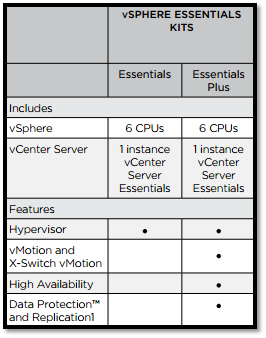 vSPHERE ESSENTIALS
KITS
Essentials Essentials
Plus
Includes
vSphere 6 CPUs 6 CPUs
vCenter Server 1 instance 1 instance
vCenter vCenter
Server Server
Essentials Essentials
Features
Hypervisor • •
vMotion and
X-Switch vMotion •
High Availability •
Data Protection™
and Replication1 •